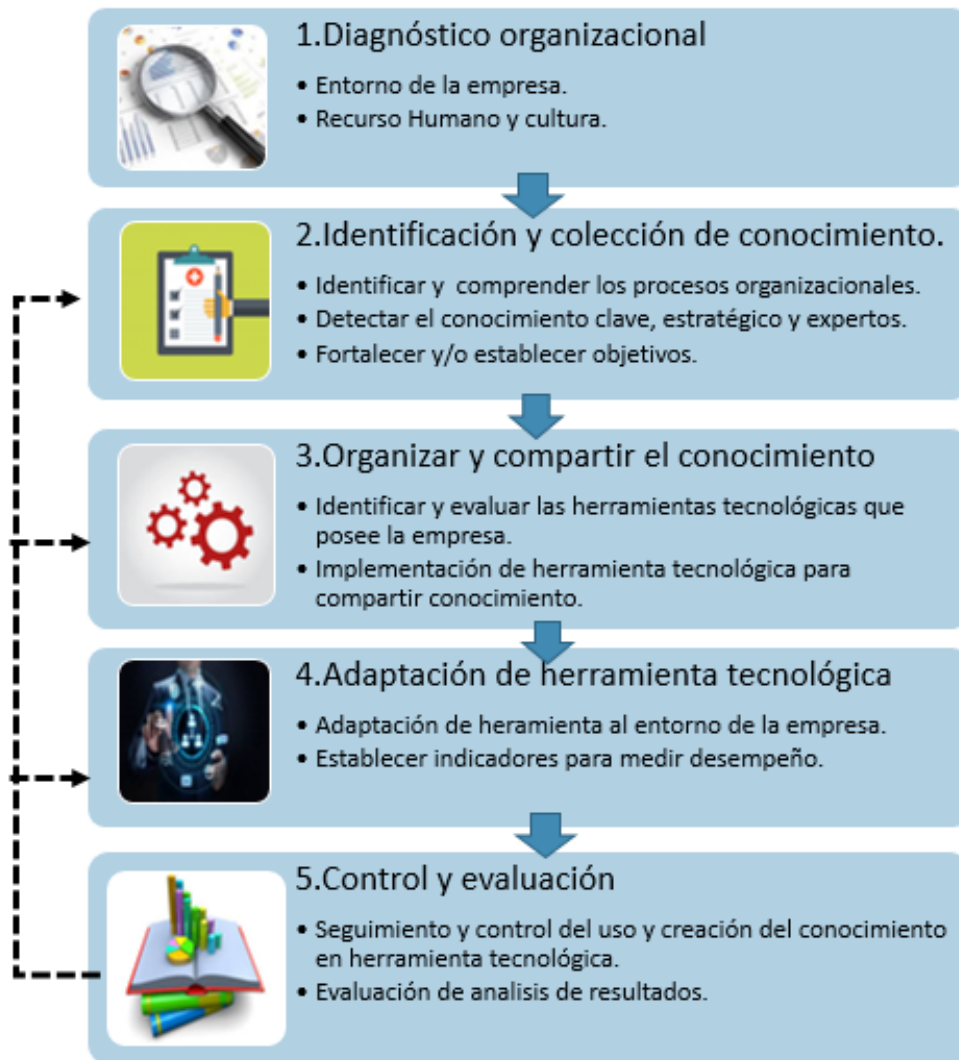 1.Diagnóstico organizacional
• Entorno de la empresa.
• Recurso Humano y cultura.
2.Identificación y colección de conocimiento.
• Identificar y comprender los procesos organizacionales.
• Detectar el conocimiento clave, estratégico y expertos.
• Fortalecer y/o establecer objetivos.
3.Organizar y compartir el conocimiento
• Identificar y evaluar las herramientas tecnológicas que
posee la empresa.
• Implementación de herramienta tecnológica para
compartir conocimiento.
4.Adaptación de herramienta tecnológica
• Adaptación de heramienta al entorno de la empresa.
• Establecer indicadores para medir desempeño.
5.Control y evaluación
• Seguimiento y control del uso y creación del conocimiento
en herramienta tecnológica.
• Evaluación de analisis de resultados.